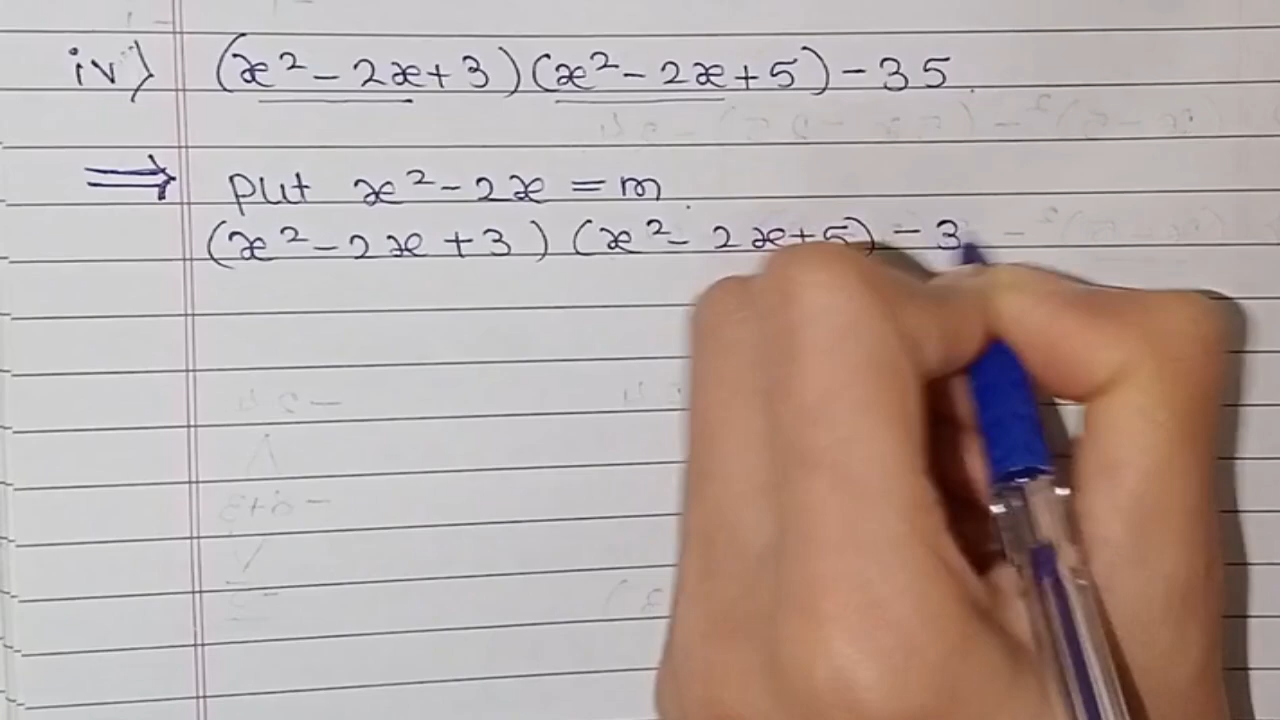 iv) (x² - 2x + 3) (x² - 2x + 5) - 35
⇒ put x² - 2x = m.
(x² - 2x + 3) (x² - 2x + 5) - 3